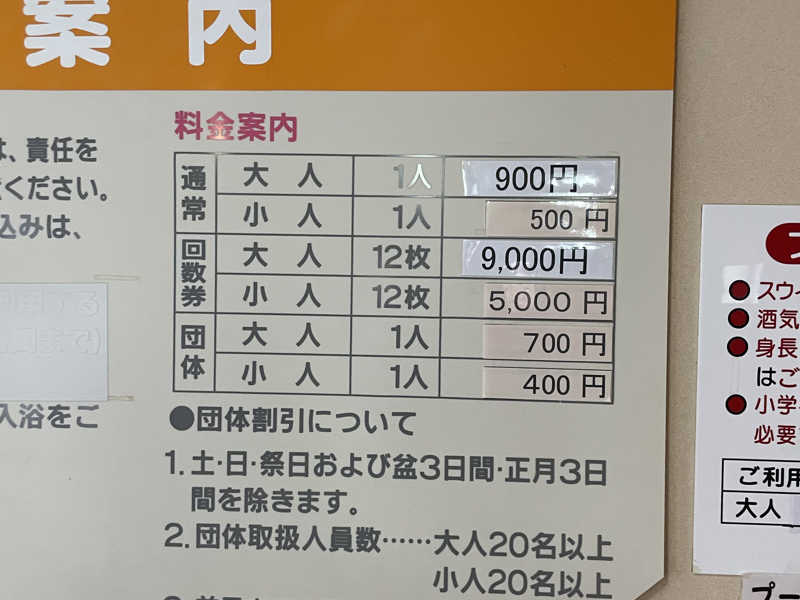 案内
は、責任を
ください。
込みは、
入浴をご
料金案内
通常 大人 1人 900円
小人 1人 500円
回数券 大人 12枚 9,000円
小人 12枚 5,000円
団体 大人 1人 700円
小人 1人 400円
●団体割引について
1.土・日・祭日および盆3日間・正月3日
間を除きます。
2.団体取扱人員数……大人20名以上
小人20名以上
●スウ
●酒気
●身長
はご
●小学
必要
ご利用
大人
プー